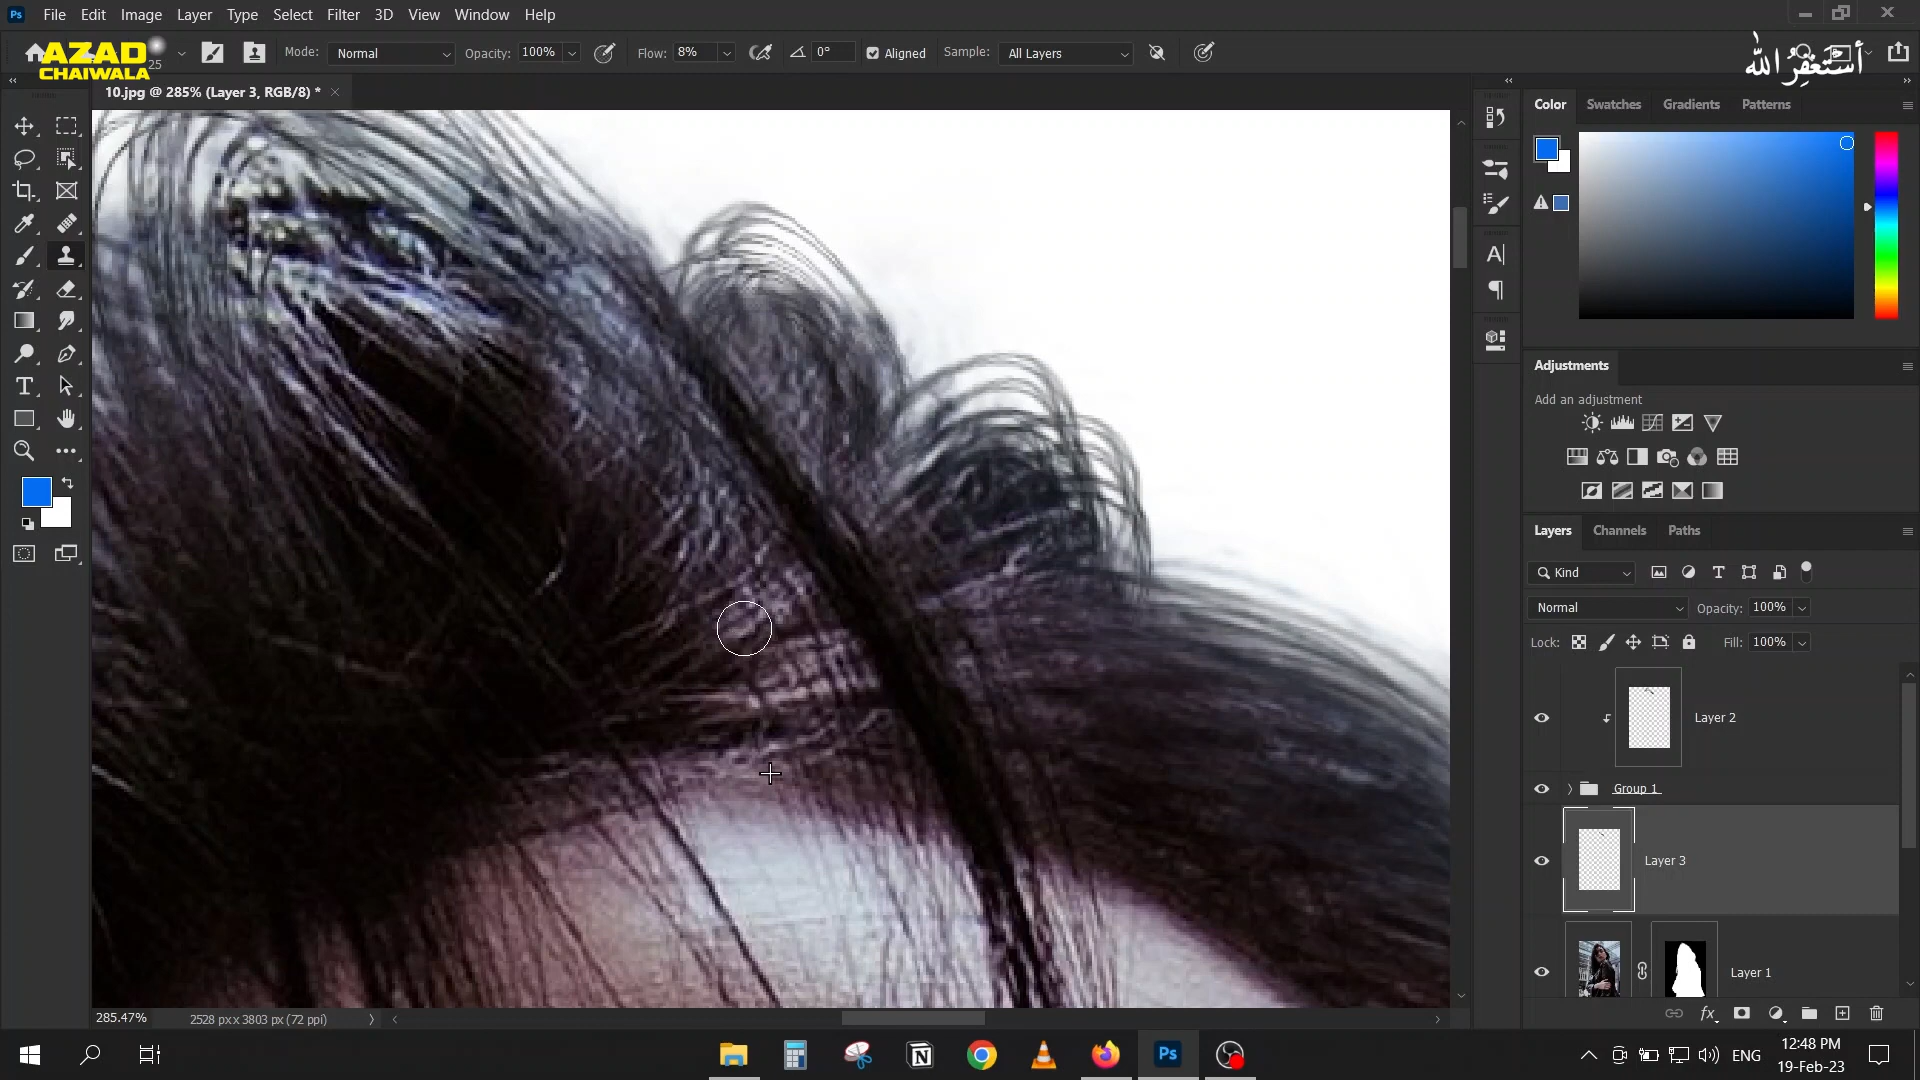 File Edit Image Layer Type Select Filter 3D View Window Help
AZAD
CHAIWALA
25
Mode: Normal Opacity: 100% Flow: 8% 0° Aligned Sample: All Layers
أستغفر الله
10.jpg @ 285% (Layer 3, RGB/8) *
Color Swatches Gradients Patterns
Adjustments
Add an adjustment
Layers Channels Paths
Kind
Normal Opacity: 100%
Lock: Fill: 100%
Layer 2
Group 1
Layer 3
Layer 1
285.47% 2528 px x 3803 px (72 ppi)
ENG 12:48 PM
19-Feb-23